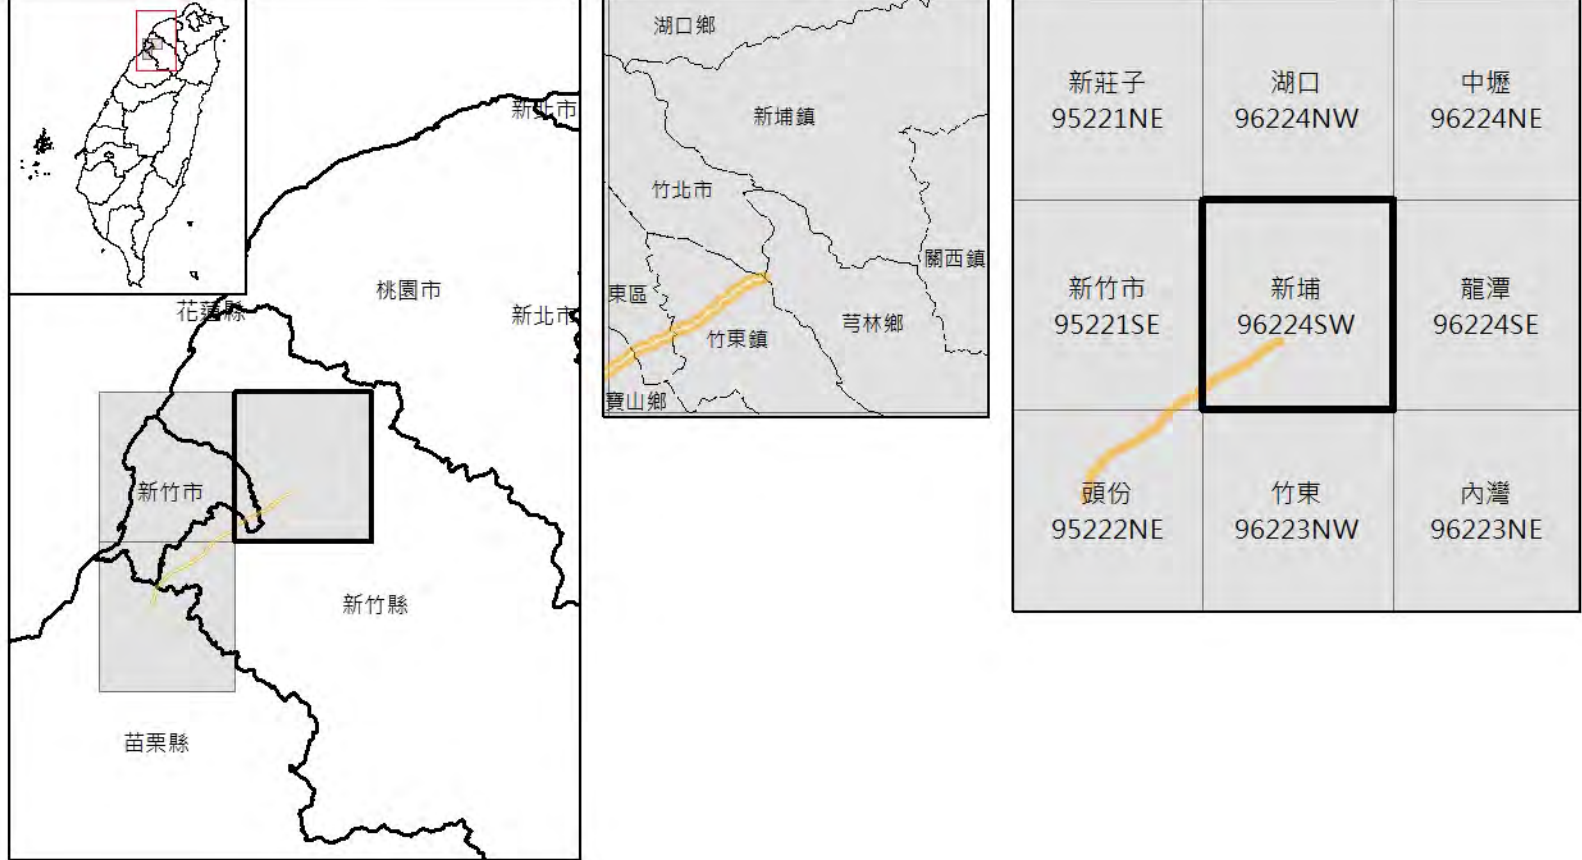 新北市
桃園市
新北市
花蓮縣
新竹市
新竹縣
苗栗縣
湖口鄉
新埔鎮
竹北市
關西鎮
東區
芎林鄉
竹東鎮
寶山鄉
新莊子
95221NE
湖口
96224NW
中壢
96224NE
新竹市
95221SE
新埔
96224SW
龍潭
96224SE
頭份
95222NE
竹東
96223NW
內灣
96223NE